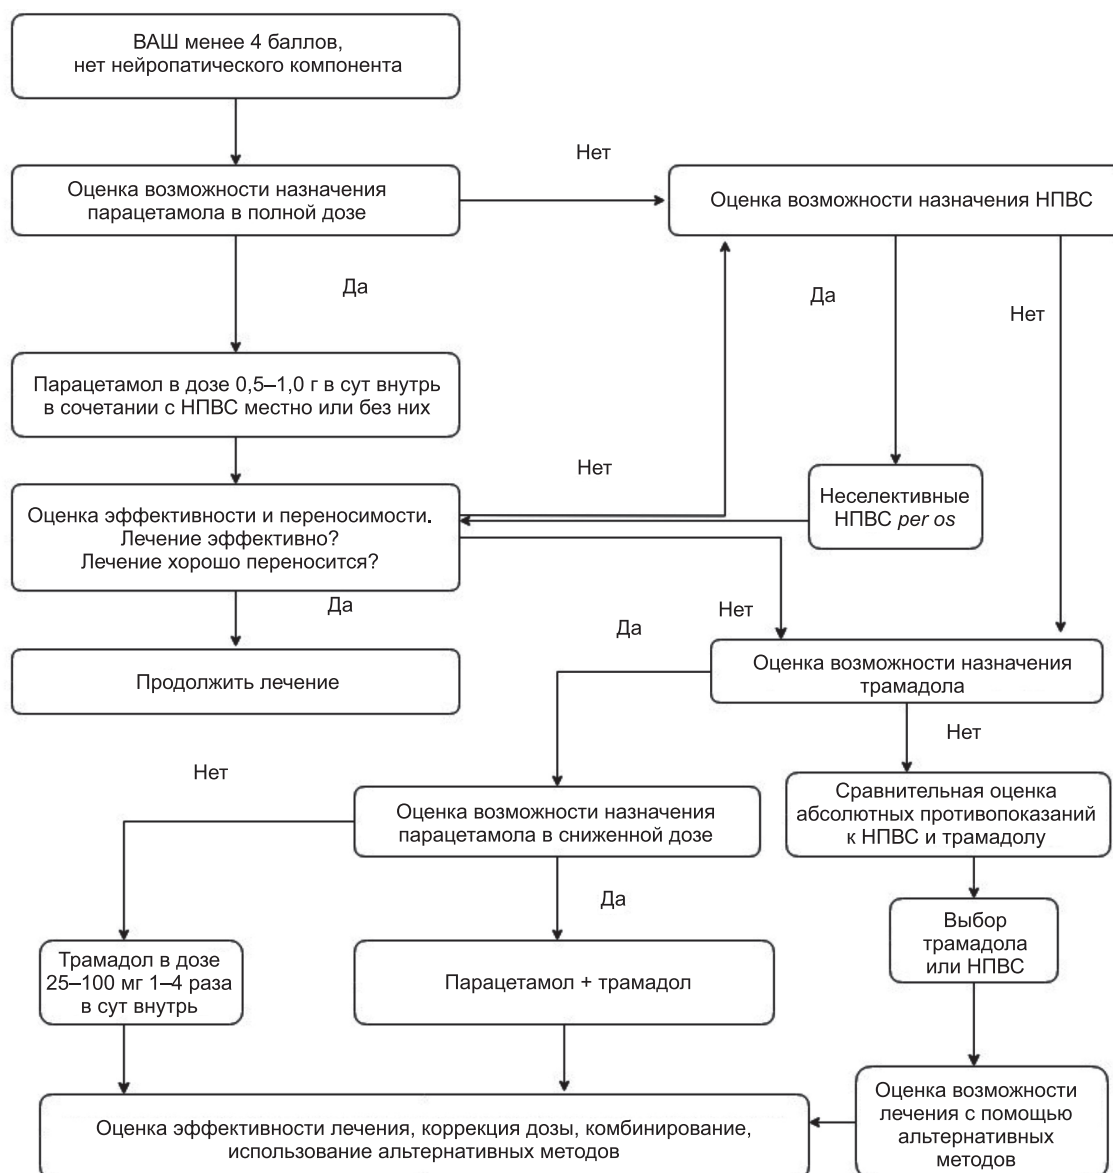 ВАШ менее 4 баллов,
нет нейропатического компонента
Нет
Оценка возможности назначения
парацетамола в полной дозе
Оценка возможности назначения НПВС
Да
Да
Нет
Парацетамол в дозе 0,5–1,0 г в сут внутрь
в сочетании с НПВС местно или без них
Нет
Неселективные
НПВС per os
Оценка эффективности и переносимости.
Лечение эффективно?
Лечение хорошо переносится?
Да
Нет
Да
Продолжить лечение
Оценка возможности назначения
трамадола
Нет
Нет
Оценка возможности назначения
парацетамола в сниженной дозе
Сравнительная оценка
абсолютных противопоказаний
к НПВС и трамадолу
Да
Выбор
трамадола
или НПВС
Трамадол в дозе
25–100 мг 1–4 раза
в сут внутрь
Парацетамол + трамадол
Оценка возможности
лечения с помощью
альтернативных
методов
Оценка эффективности лечения, коррекция дозы, комбинирование,
использование альтернативных методов